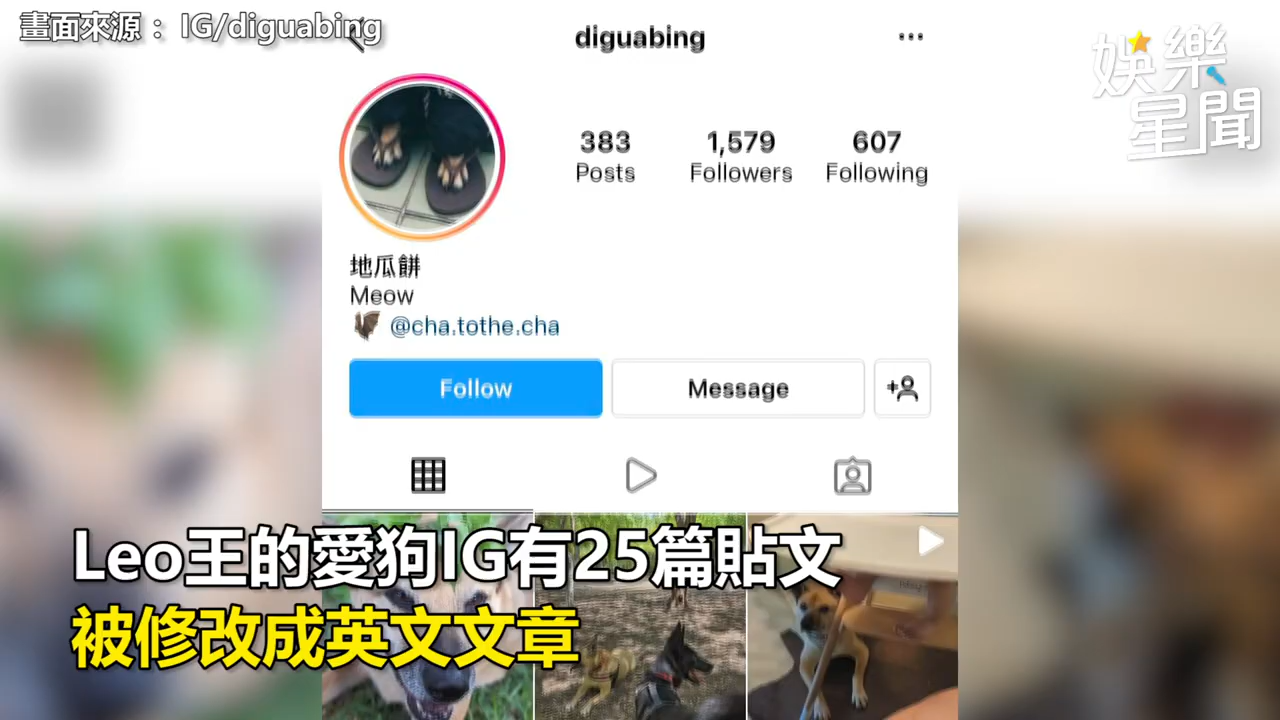 畫面來源： IG/diguabing
diguabing
娛樂
星聞
383
1,579
607
Posts
Followers
Following
地瓜餅
Meow
@cha.tothe.cha
Follow
Message
Leo王的愛狗IG有25篇貼文
被修改成英文文章